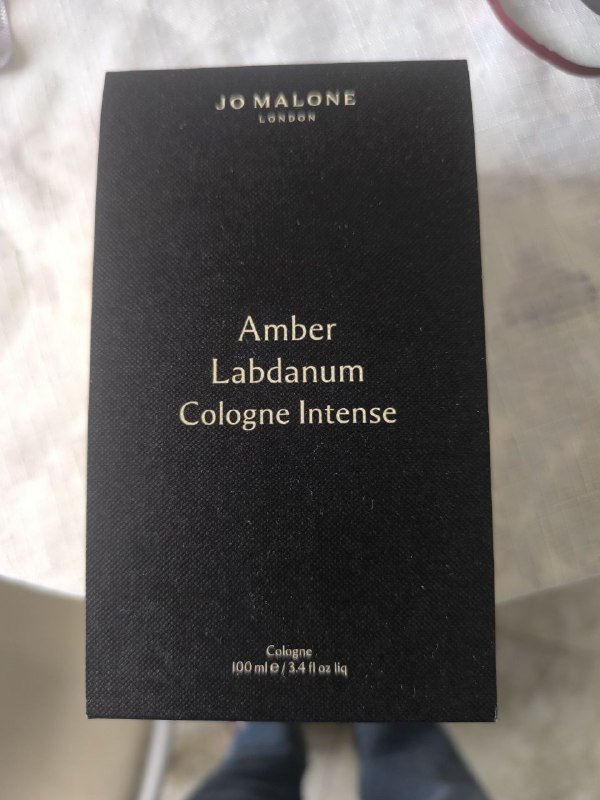 JO MALONE
LONDON
Amber
Labdanum
Cologne Intense
Cologne
100 ml e / 3.4 fl oz liq